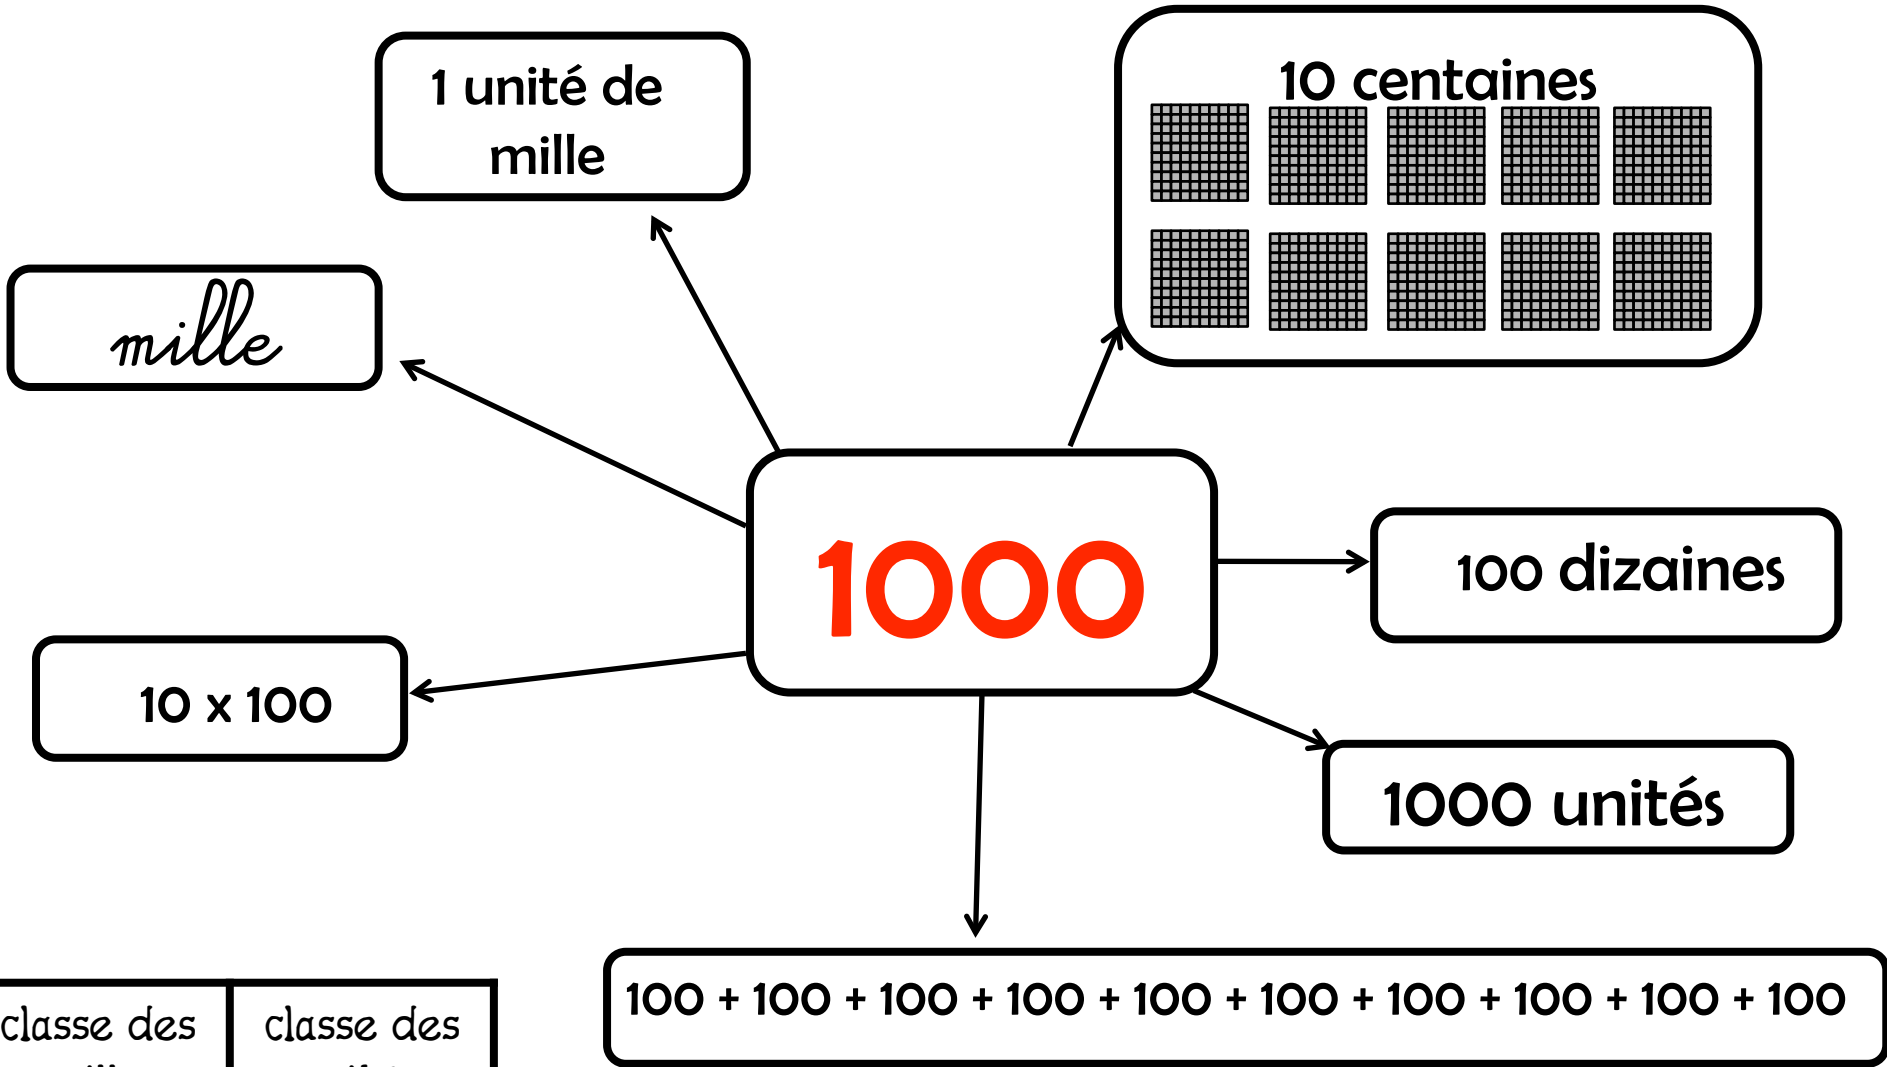 1 unité de
mille
10 centaines
mille
1000
100 dizaines
10 x 100
1000 unités
100 + 100 + 100 + 100 + 100 + 100 + 100 + 100 + 100 + 100
classe des
classe des